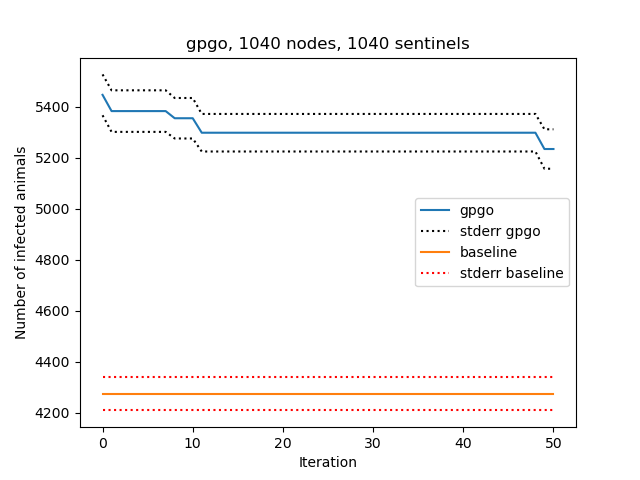 gpgo, 1040 nodes, 1040 sentinels
Number of infected animals
5400
5200
5000
4800
4600
4400
4200
gpgo
stderr gpgo
baseline
stderr baseline
0 10 20 30 40 50
Iteration